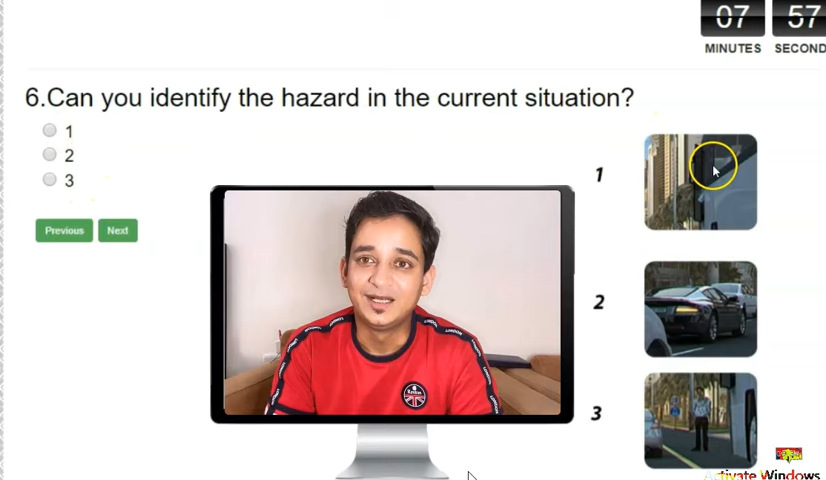 07 57
MINUTES SECOND
6.Can you identify the hazard in the current situation?
1
2
3
Previous Next
1
2
3
Activate Windows